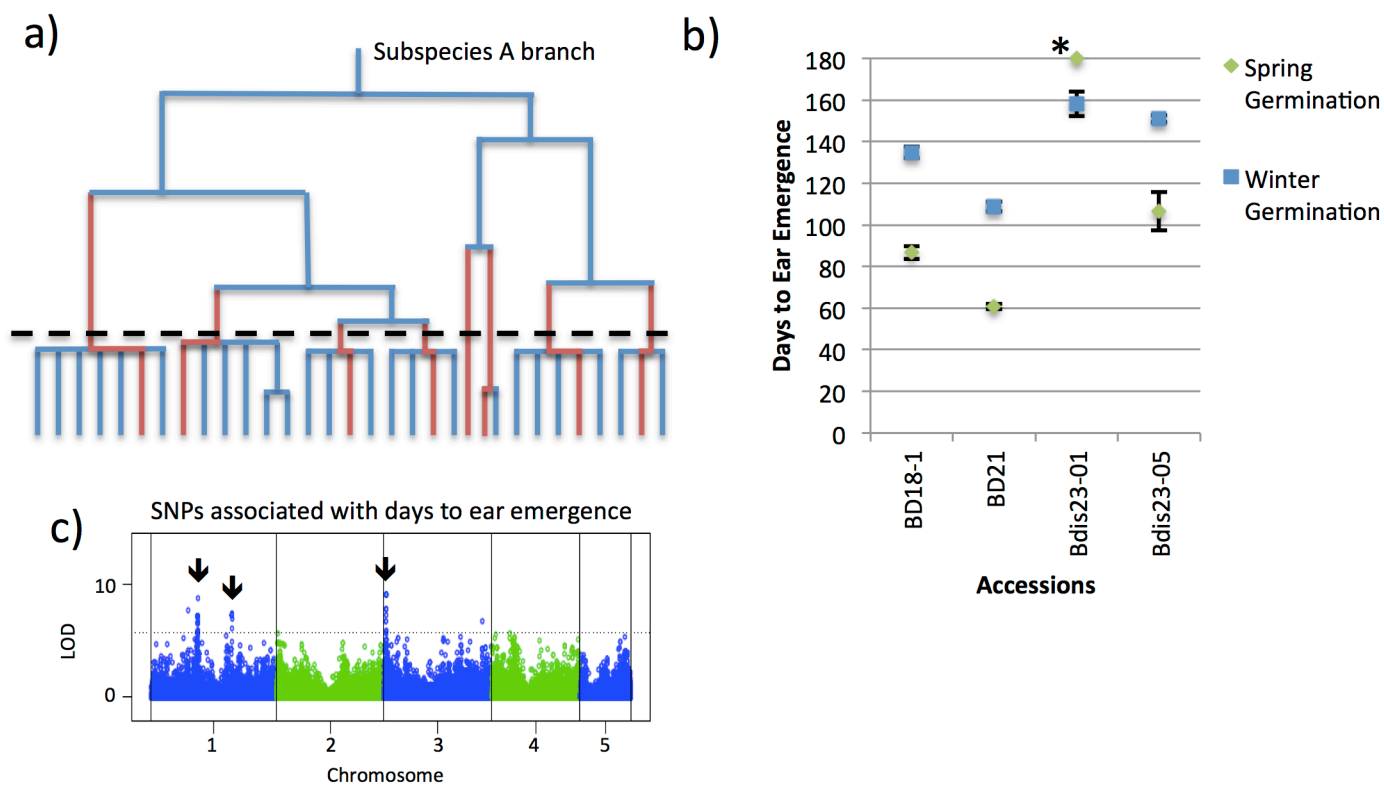 a)
Subspecies A branch
b)
*
180
160
140
120
100
80
60
40
20
0
Days to Ear Emergence
BD18-1
BD21
Bdis23-01
Bdis23-05
Accessions
Spring
Germination
Winter
Germination
c)
SNPs associated with days to ear emergence
10
0
LOD
1
2
3
4
5
Chromosome